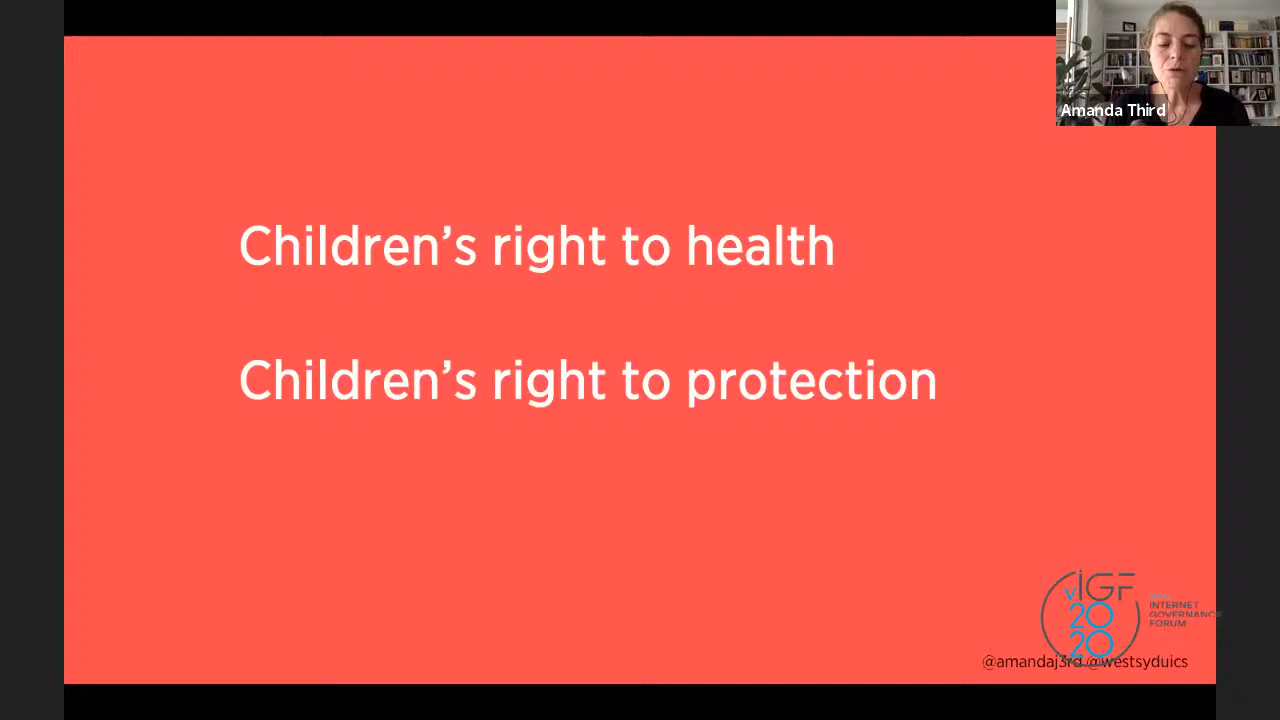 Amanda Third
Children's right to health
Children's right to protection
vIGF
2020
INTERNET
GOVERNANCE
FORUM
@amandaj3rd @westsyduics